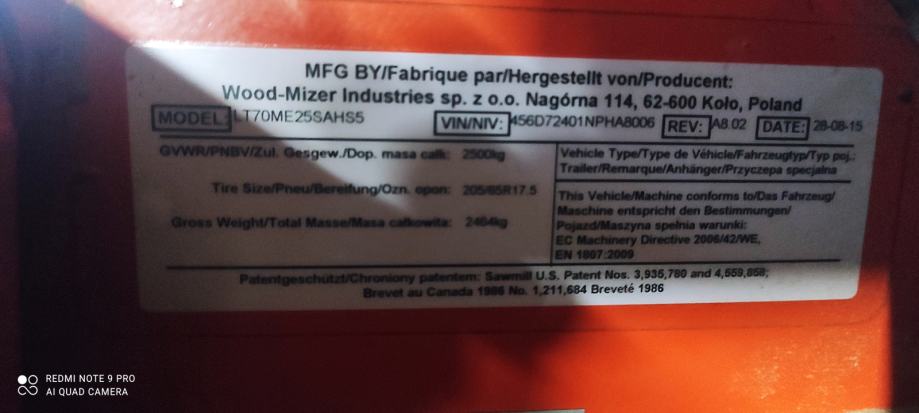 MFG BY/Fabrique par/Hergestellt von/Producent:
Wood-Mizer Industries sp. z o.o. Nagórna 114, 62-600 Koło, Poland
MODEL: LT70ME25SAHS5 VIN/NIV: 456D72401NPHA8006 REV: A8.02 DATE: 28-08-15
GVWR/PNBV/Zul. Gesgew./Dop. masa całk: 2500kg
Tire Size/Pneu/Bereifung/Ozn. opon: 205/65R17.5
Gross Weight/Total Masse/Masa całkowita: 2464kg
Vehicle Type/Type de Véhicle/Fahrzeugtyp/Typ poj.:
Trailer/Remarque/Anhänger/Przyczepa specjalna
This Vehicle/Machine conforms to/Das Fahrzeug/
Maschine entspricht den Bestimmungen/
Pojazd/Maszyna spełnia warunki:
EC Machinery Directive 2006/42/WE,
EN 1807:2009
Patentgeschützt/Chroniony patentem: Sawmill U.S. Patent Nos. 3,935,780 and 4,559,858;
Brevet au Canada 1986 No. 1,211,684 Breveté 1986
REDMI NOTE 9 PRO
AI QUAD CAMERA